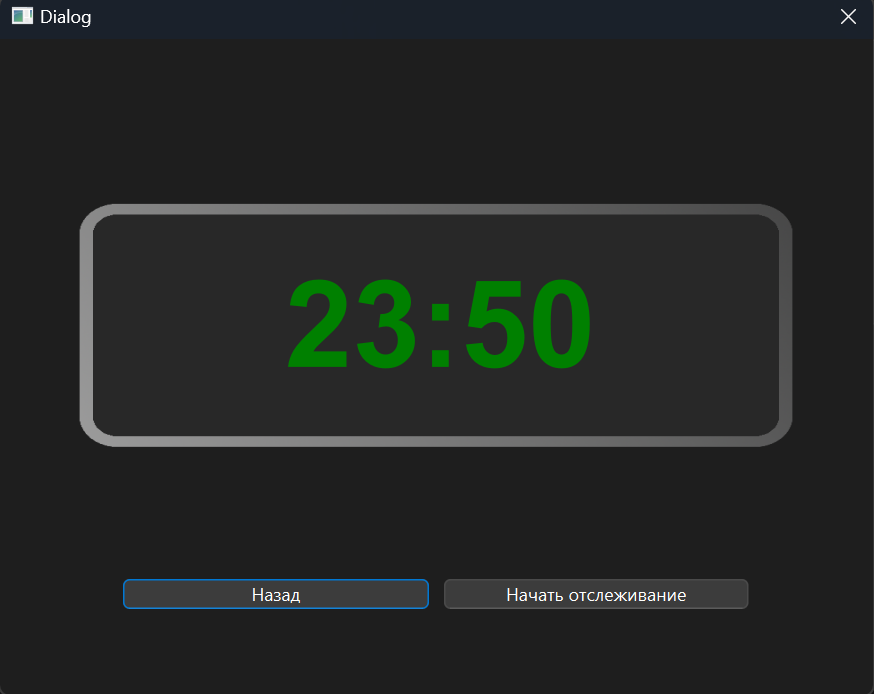 Dialog
23:50
Назад
Начать отслеживание